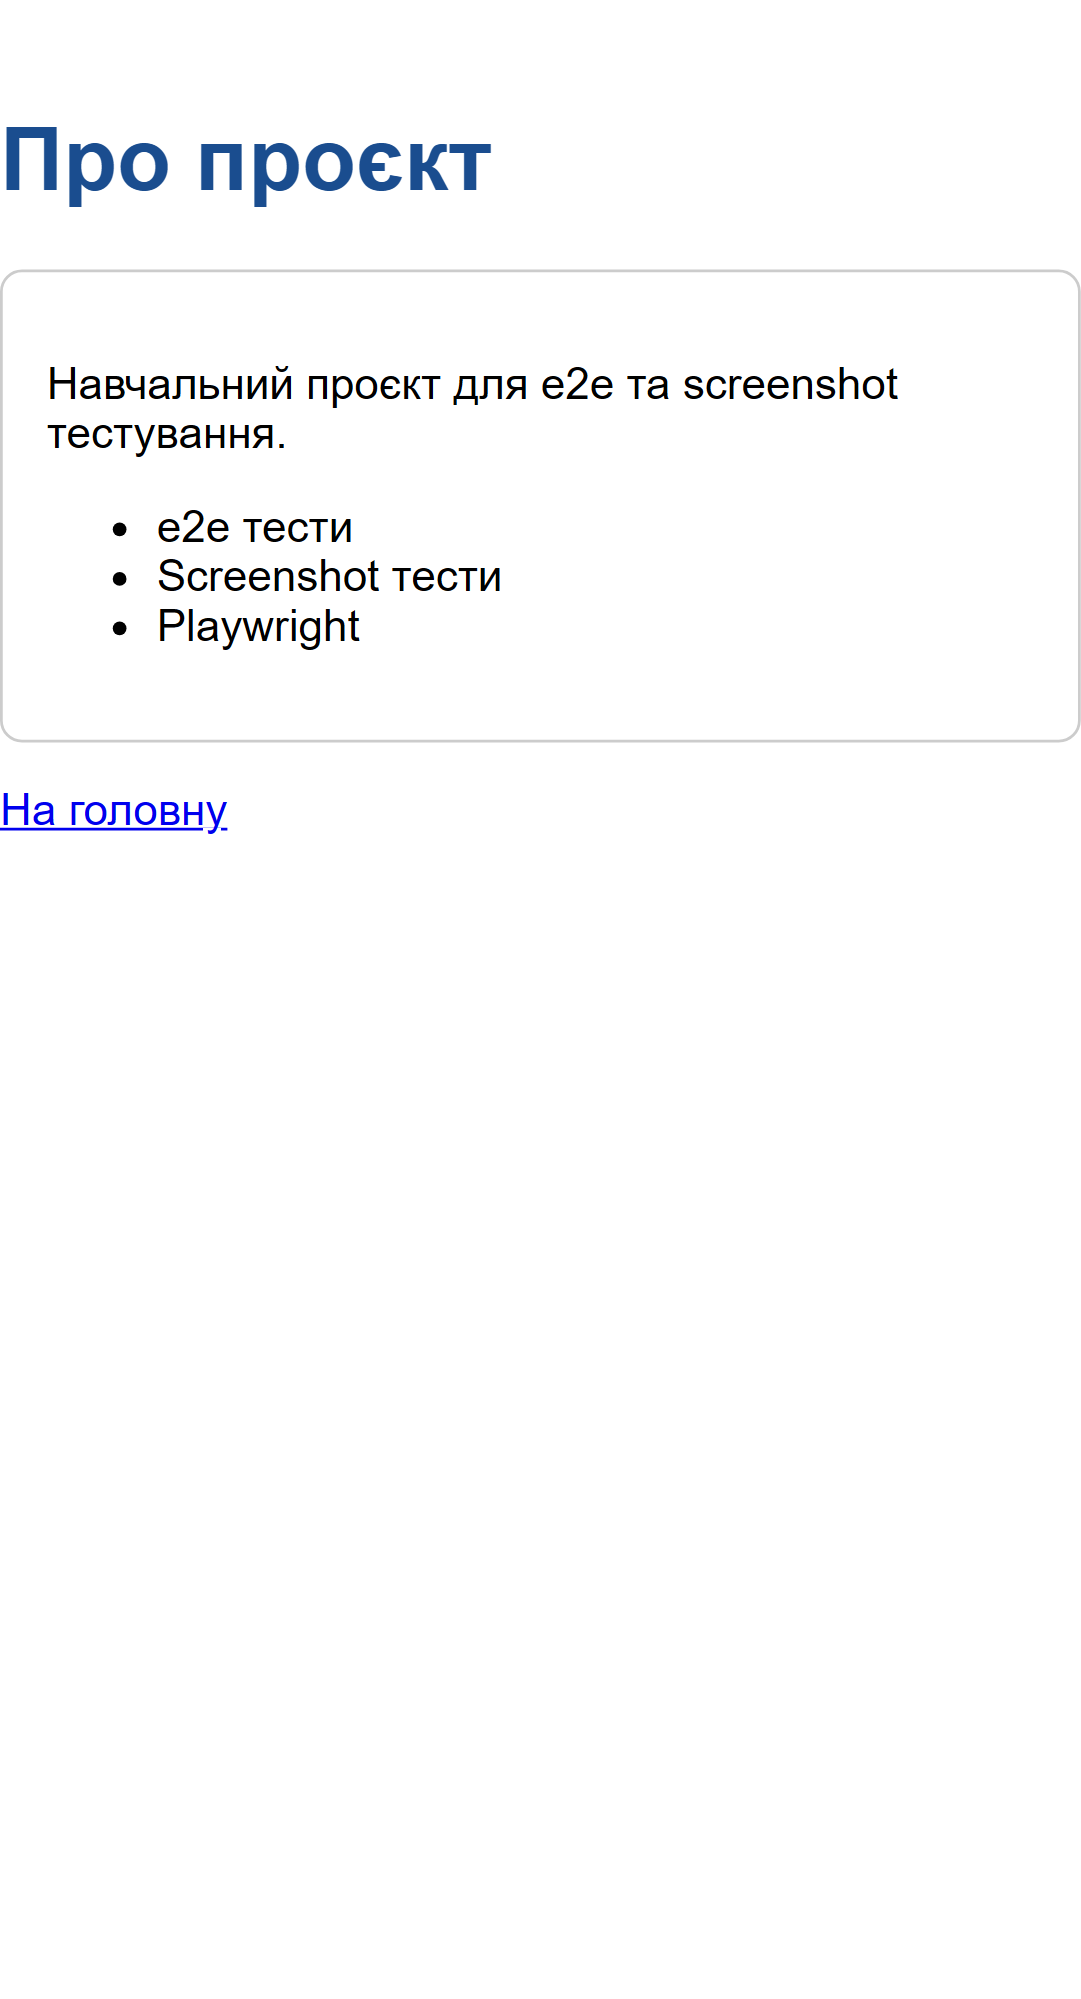 Про проєкт
Навчальний проєкт для e2e та screenshot
тестування.
e2e тести
Screenshot тести
Playwright
На головну